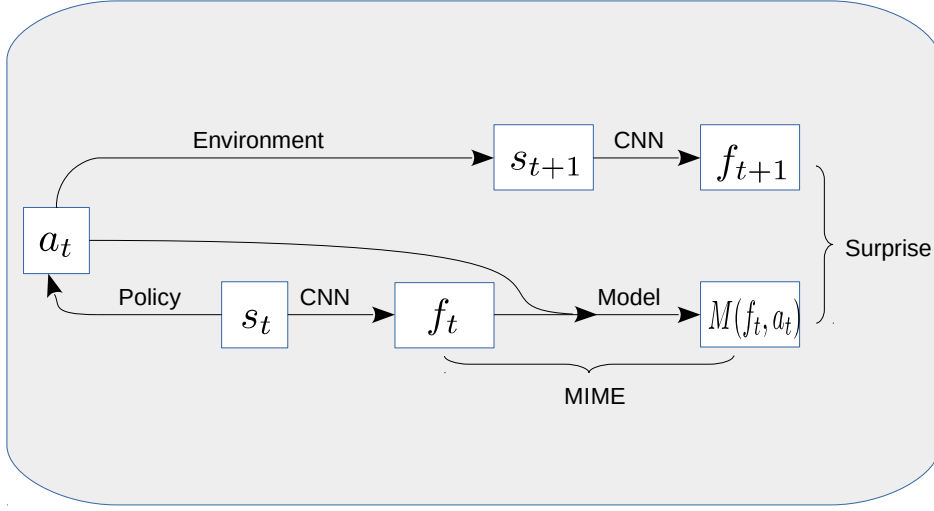 Environment
s_{t+1}
CNN
f_{t+1}
a_t
Surprise
Policy
s_t
CNN
f_t
Model
M(f_t, a_t)
MIME